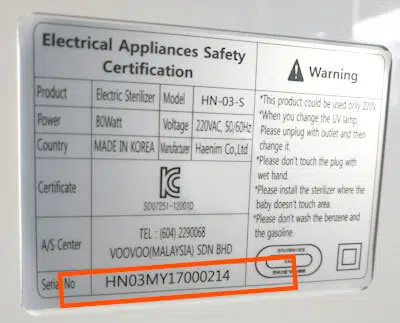 Electrical Appliances Safety
Certification
Product Electric Sterilizer Model HN-03-S
Power 80Watt Voltage 220VAC, 50/60Hz
Country MADE IN KOREA Manufacturer Haenim Co,.Ltd
Certificate
SD07251-12001D
A/S Center
TEL : (604) 2290068
VOOVOO(MALAYSIA) SDN BHD
Serial No HN03MY17000214
Warning
*This product could be used only 220V.
*When you change the UV lamp.
Please unplug with outlet and then
change it.
*Please don't touch the plug with
wet hand.
*Please install the sterilizer where the
baby doesn't touch area.
*Please don't wash the benzene and
the gasoline.